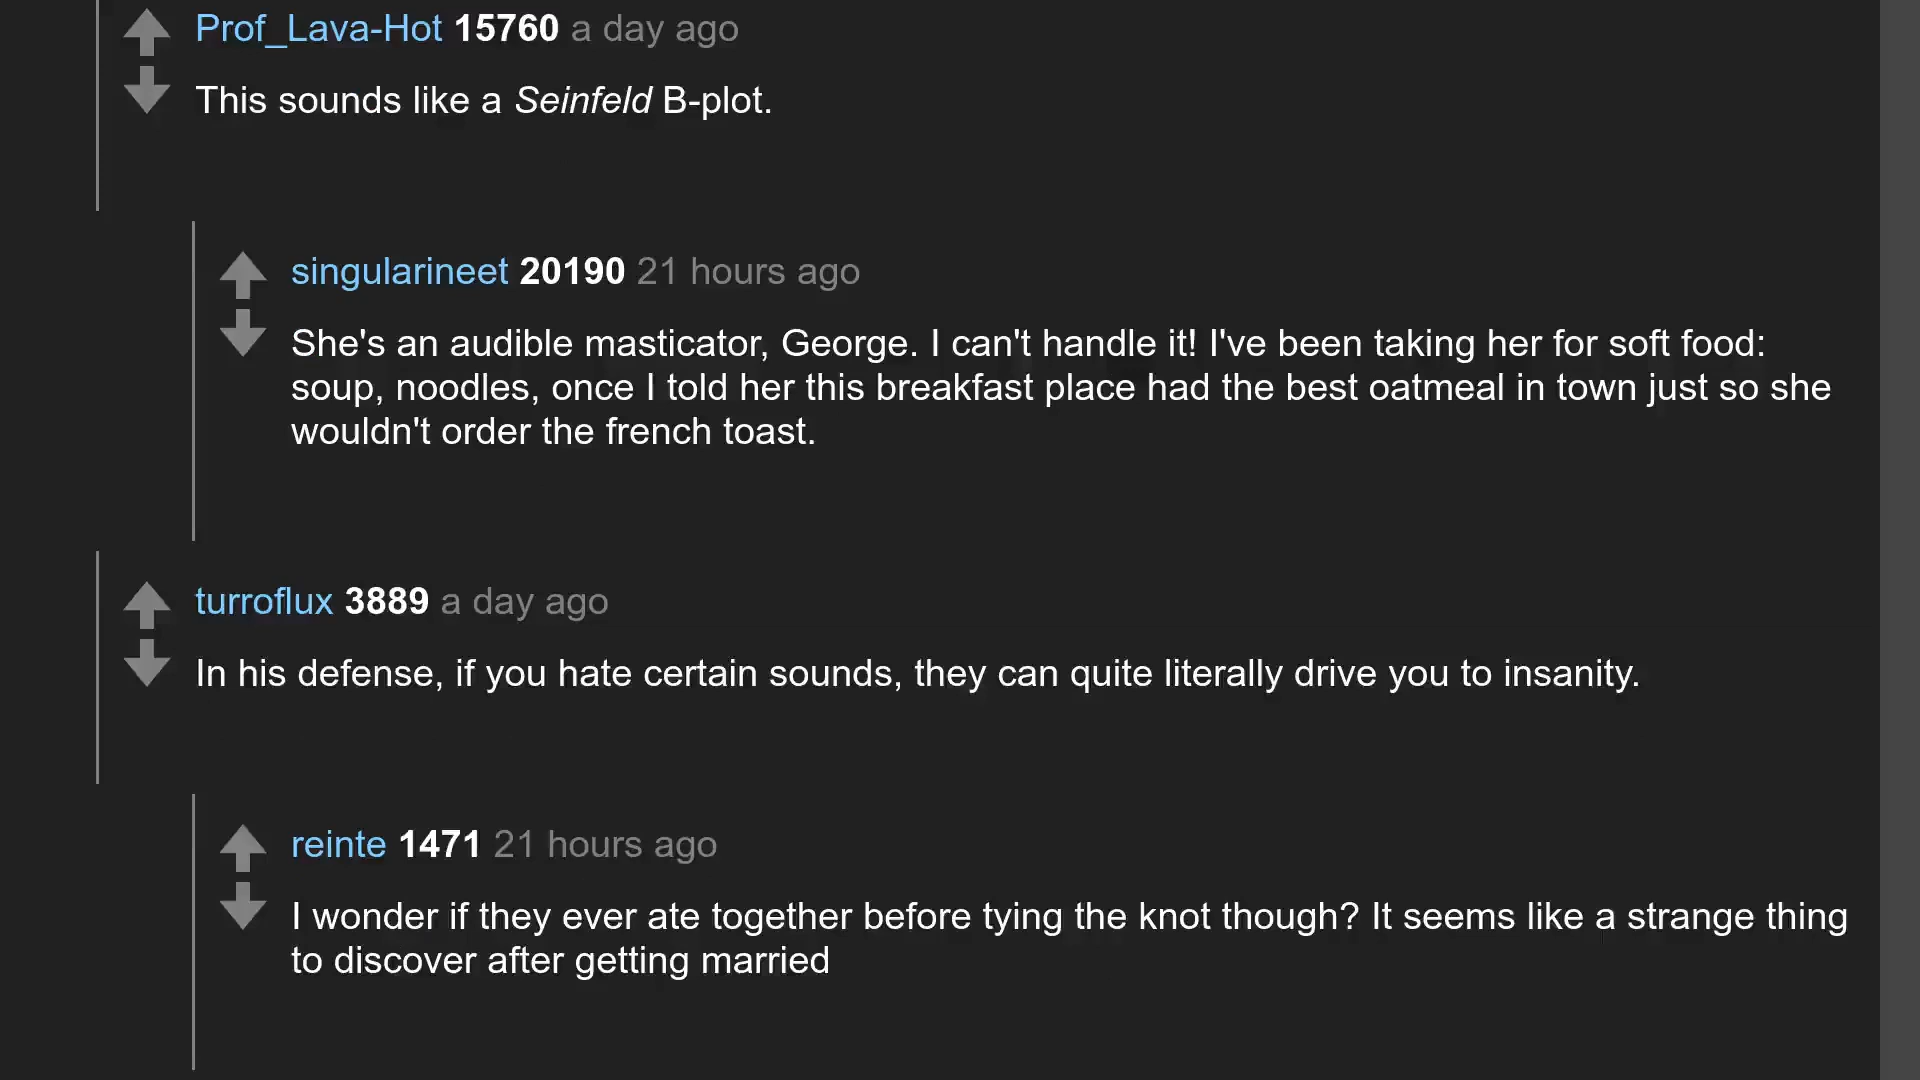 Prof_Lava-Hot 15760 a day ago
This sounds like a Seinfeld B-plot.
singularineet 20190 21 hours ago
She's an audible masticator, George. I can't handle it! I've been taking her for soft food:
soup, noodles, once I told her this breakfast place had the best oatmeal in town just so she
wouldn't order the french toast.
turroflux 3889 a day ago
In his defense, if you hate certain sounds, they can quite literally drive you to insanity.
reinte 1471 21 hours ago
I wonder if they ever ate together before tying the knot though? It seems like a strange thing
to discover after getting married